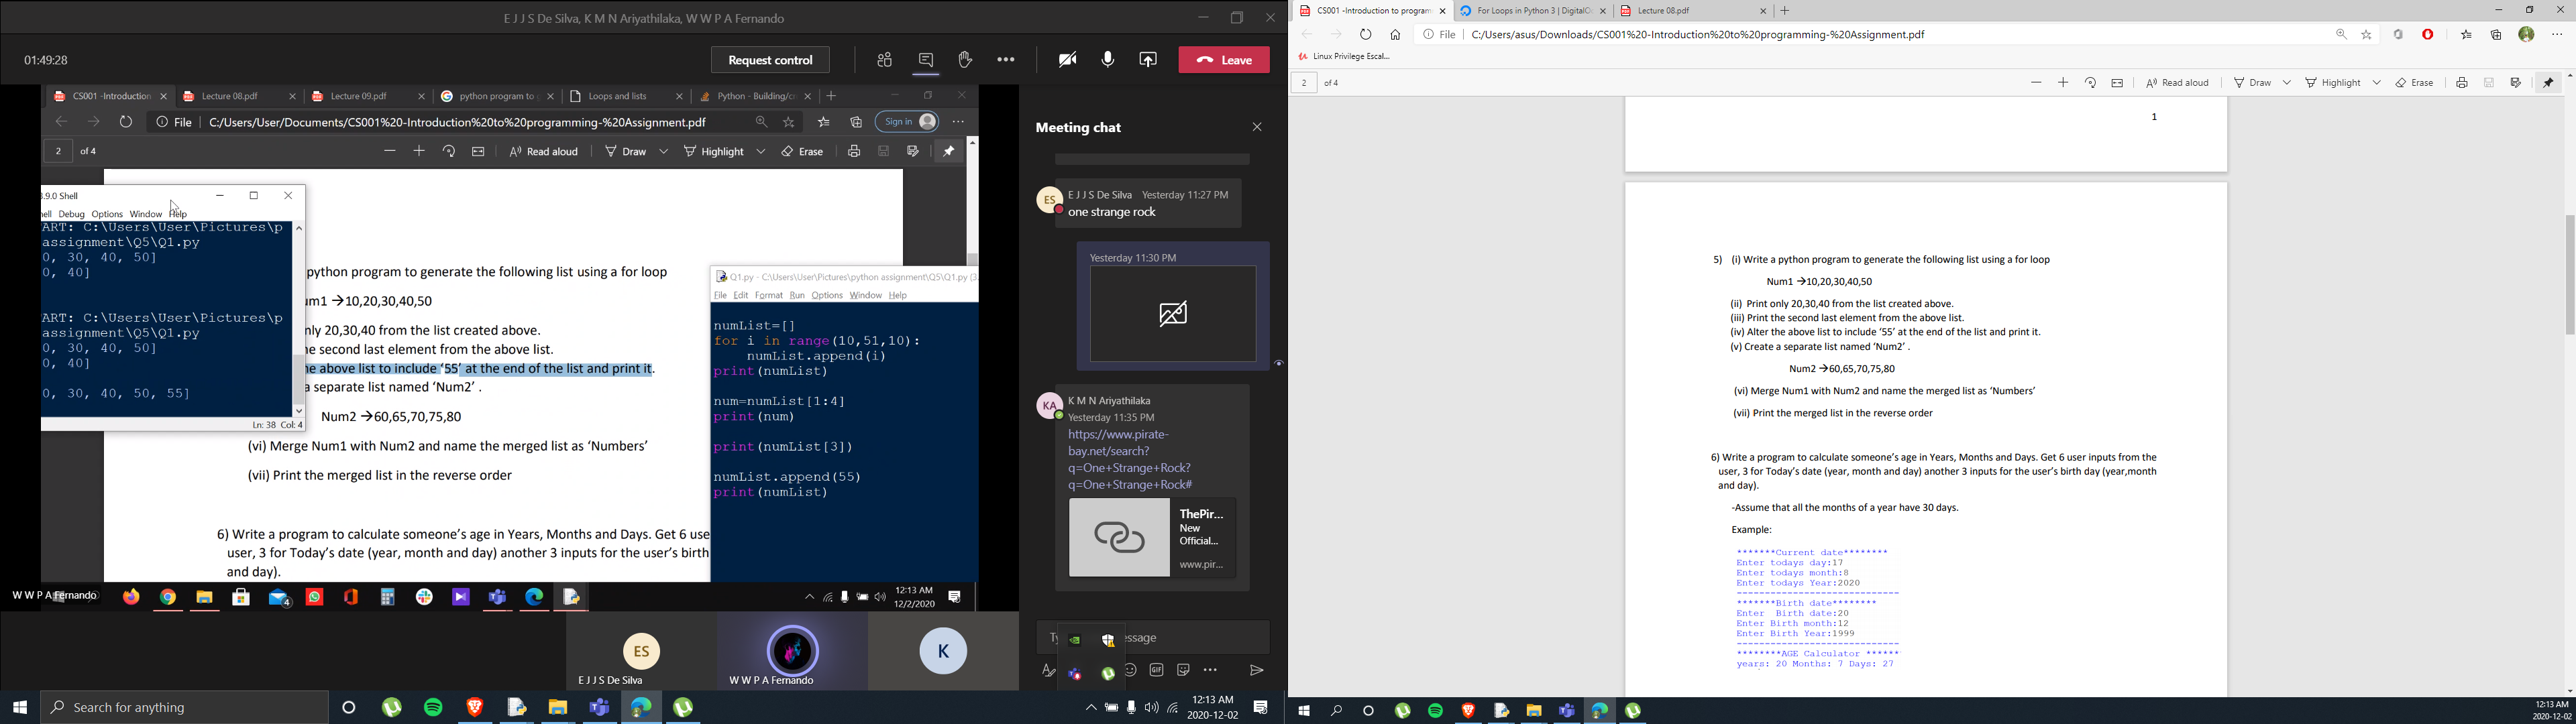 E J J S De Silva, K M N Ariyathilaka, W W P A Fernando
01:49:28
Request control
Leave
CS001 -Introduction
Lecture 08.pdf
Lecture 09.pdf
python program to
Loops and lists
Python - Building/c
File
C:/Users/User/Documents/CS001%20-Introduction%20to%20programming-%20Assignment.pdf
Sign in
2 of 4
Read aloud
Draw
Highlight
Erase
python program to generate the following list using a for loop
um1 →10,20,30,40,50
nly 20,30,40 from the list created above.
e second last element from the above list.
e above list to include ‘55’ at the end of the list and print it.
a separate list named ‘Num2’ .
Num2 →60,65,70,75,80
(vi) Merge Num1 with Num2 and name the merged list as ‘Numbers’
(vii) Print the merged list in the reverse order
6) Write a program to calculate someone’s age in Years, Months and Days. Get 6 use
user, 3 for Today’s date (year, month and day) another 3 inputs for the user’s birth
and day).
.9.0 Shell
ell Debug Options Window Help
ART: C:\Users\User\Pictures\p
assignment\Q5\Q1.py
0, 30, 40, 50]
0, 40]
ART: C:\Users\User\Pictures\p
assignment\Q5\Q1.py
0, 30, 40, 50]
0, 40]
0, 30, 40, 50, 55]
Ln: 38 Col: 4
Q1.py - C:\Users\User\Pictures\python assignment\Q5\Q1.py (3.
File Edit Format Run Options Window Help
numList=[]
for i in range(10,51,10):
    numList.append(i)
print(numList)
num=numList[1:4]
print(num)
print(numList[3])
numList.append(55)
print(numList)
W W P A Fernando
4
12:13 AM
12/2/2020
Meeting chat
ES
E J J S De Silva Yesterday 11:27 PM
one strange rock
Yesterday 11:30 PM
KA
K M N Ariyathilaka
Yesterday 11:35 PM
https://www.pirate-
bay.net/search?
q=One+Strange+Rock?
q=One+Strange+Rock#
ThePir...
New
Official...
www.pir...
essage
GIF
ES
E J J S De Silva
W W P A Fernando
K
Search for anything
12:13 AM
2020-12-02
CS001 -Introduction to program
For Loops in Python 3 | DigitalO
Lecture 08.pdf
File
C:/Users/asus/Downloads/CS001%20-Introduction%20to%20programming-%20Assignment.pdf
Linux Privilege Escal...
2 of 4
Read aloud
Draw
Highlight
Erase
1
5) (i) Write a python program to generate the following list using a for loop
Num1 →10,20,30,40,50
(ii) Print only 20,30,40 from the list created above.
(iii) Print the second last element from the above list.
(iv) Alter the above list to include ‘55’ at the end of the list and print it.
(v) Create a separate list named ‘Num2’ .
Num2 →60,65,70,75,80
(vi) Merge Num1 with Num2 and name the merged list as ‘Numbers’
(vii) Print the merged list in the reverse order
6) Write a program to calculate someone’s age in Years, Months and Days. Get 6 user inputs from the
user, 3 for Today’s date (year, month and day) another 3 inputs for the user’s birth day (year,month
and day).
-Assume that all the months of a year have 30 days.
Example:
*******Current date********
Enter todays day:17
Enter todays month:8
Enter todays Year:2020
------------------------------
*******Birth date********
Enter  Birth date:20
Enter Birth month:12
Enter Birth Year:1999
------------------------------
********AGE Calculator ******
years: 20 Months: 7 Days: 27
12:13 AM
2020-12-02